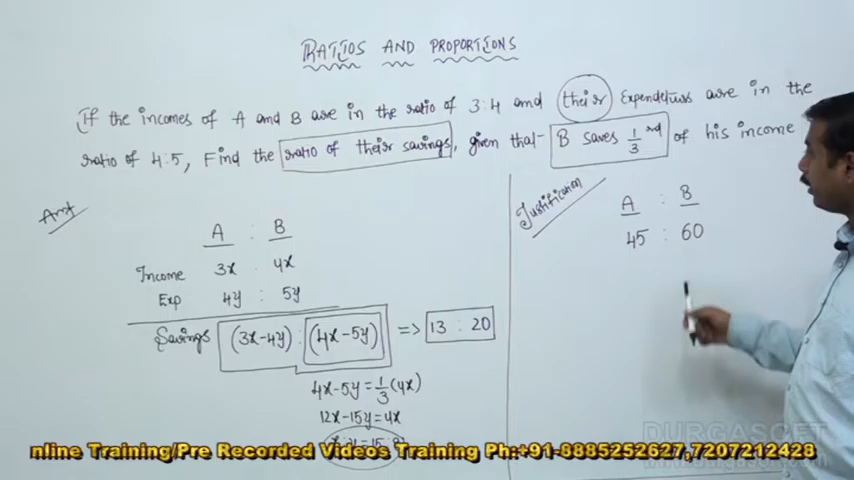 RATIOS AND PROPORTIONS
If the incomes of A and B are in the ratio of 3:4 and their Expenditures are in the
ratio of 4:5, Find the ratio of their savings, given that B saves 1/3 rd of his income
Ans
A : B
Income 3x : 4x
Exp 4y : 5y
Savings (3x-4y) : (4x-5y) => 13 : 20
4x-5y = 1/3 (4x)
12x-15y = 4x
Justification
A : B
45 : 60
DURGASOFT
nline Training/Pre Recorded Videos Training Ph:+91-8885252627,7207212428